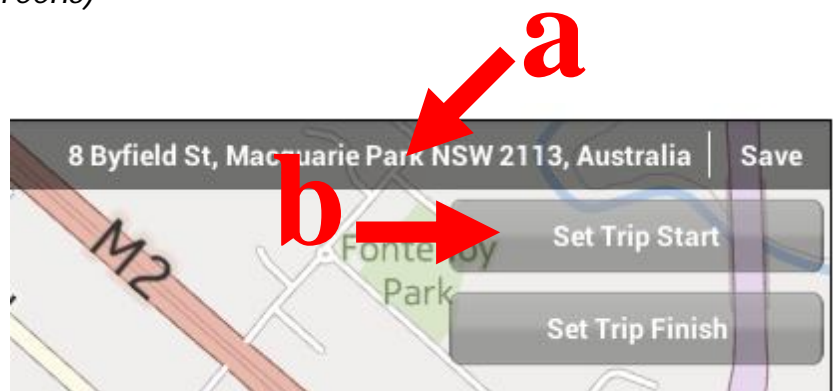 a
8 Byfield St, Macquarie Park NSW 2113, Australia | Save
b
Set Trip Start
M2
Fontenoy
Park
Set Trip Finish